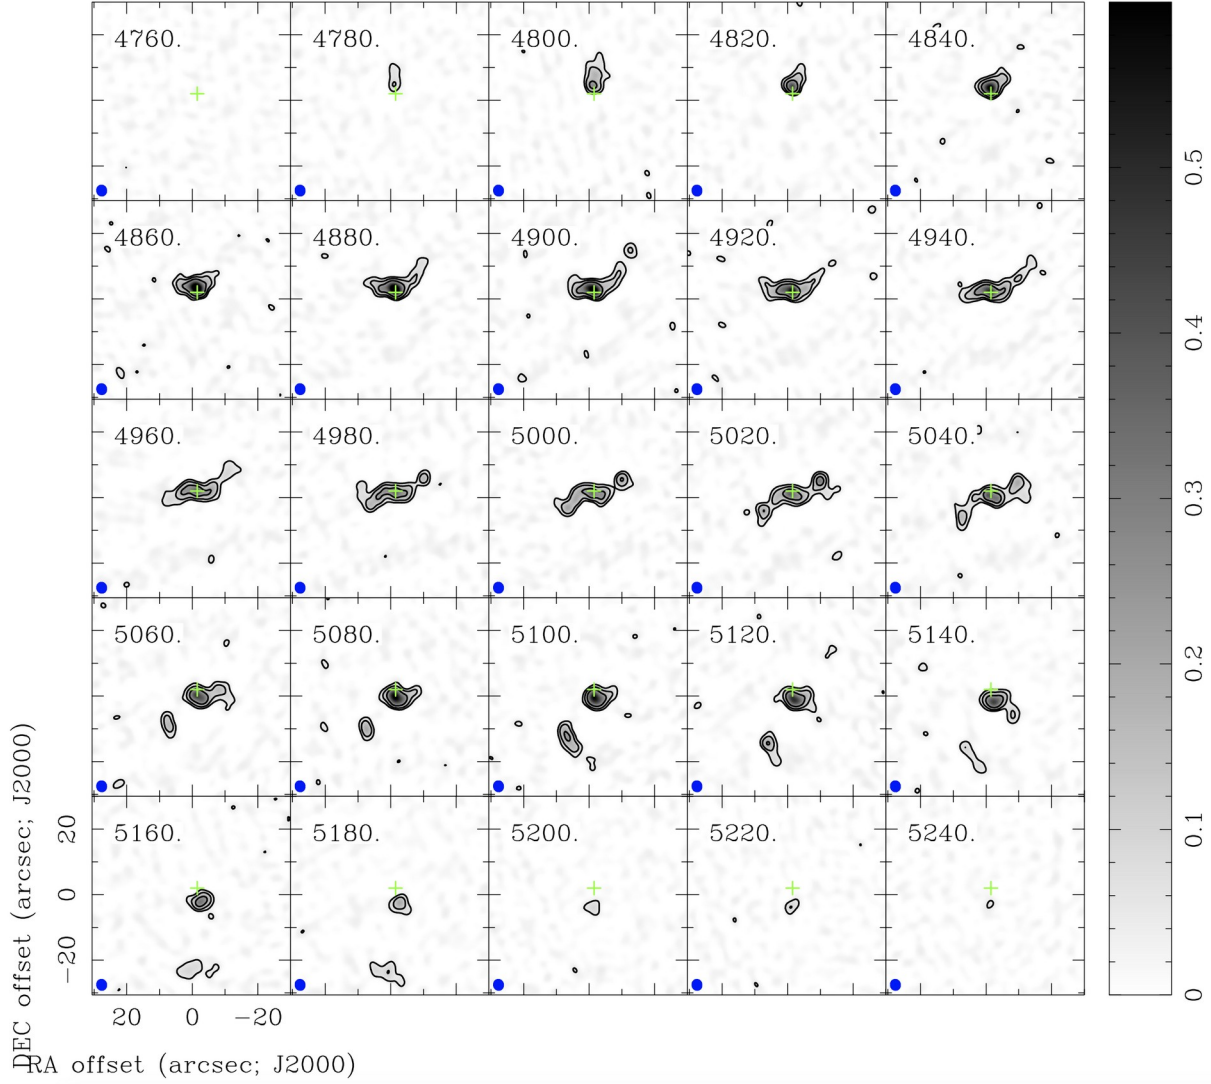 4760. 4780. 4800. 4820. 4840.
4860. 4880. 4900. 4920. 4940.
4960. 4980. 5000. 5020. 5040.
5060. 5080. 5100. 5120. 5140.
5160. 5180. 5200. 5220. 5240.
20
0
−20
20 0 −20
DEC offset (arcsec; J2000)
RA offset (arcsec; J2000)
0.5
0.4
0.3
0.2
0.1
0